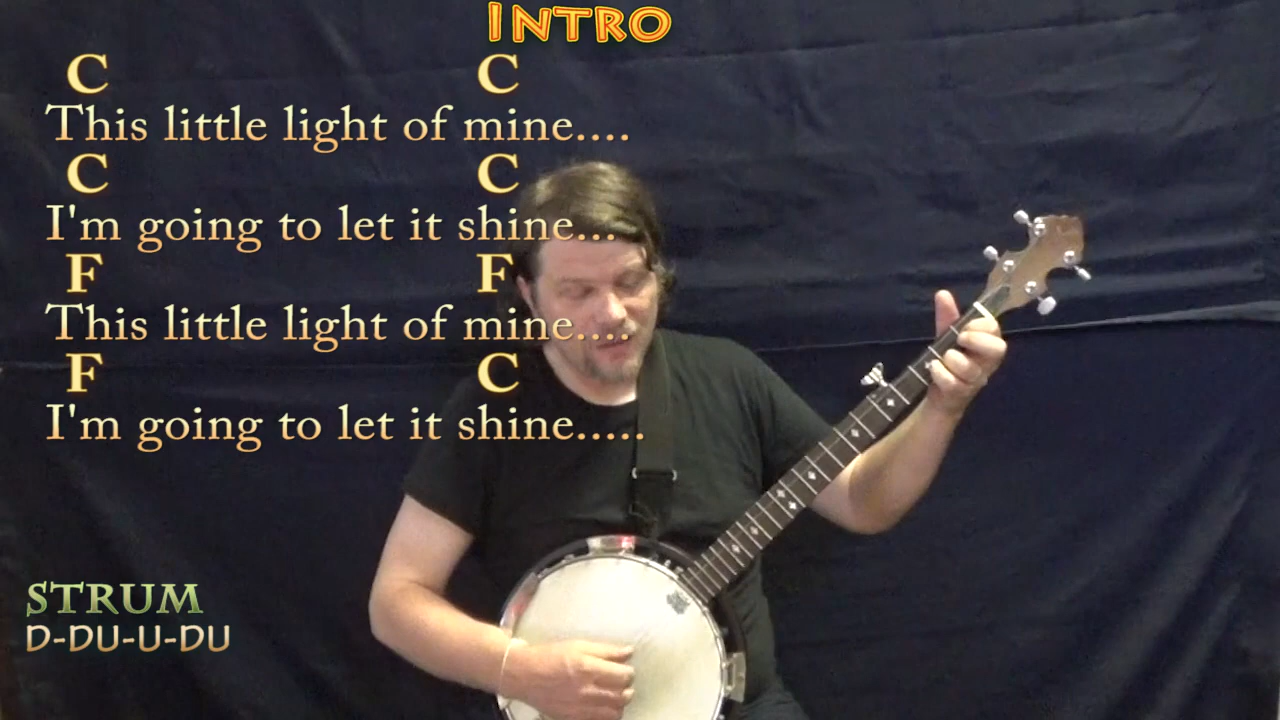 INTRO
C C
This little light of mine....
C C
I'm going to let it shine...
F F
This little light of mine....
F C
I'm going to let it shine.....
STRUM
D-DU-U-DU